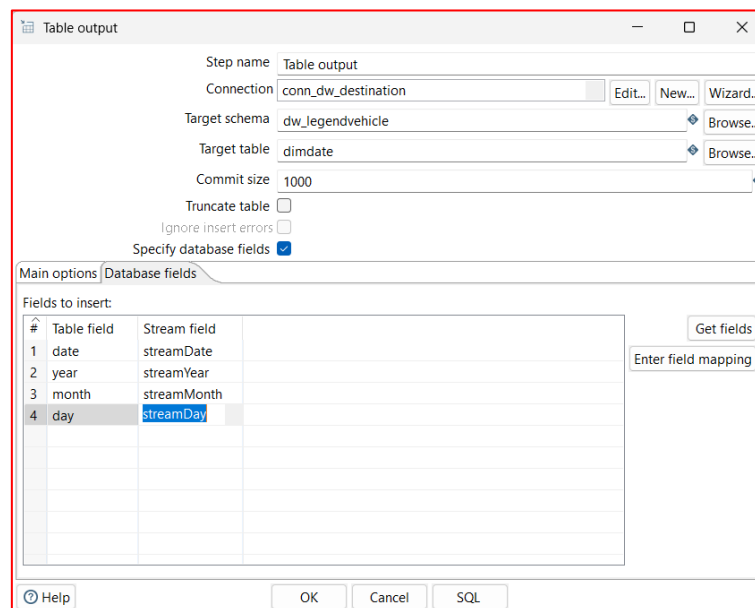 Table output
Step name Table output
Connection conn_dw_destination Edit... New... Wizard..
Target schema dw_legendvehicle Browse..
Target table dimdate Browse..
Commit size 1000
Truncate table
Ignore insert errors
Specify database fields
Main options Database fields
Fields to insert:
# Table field Stream field
Get fields
1 date streamDate
Enter field mapping
2 year streamYear
3 month streamMonth
4 day streamDay
? Help OK Cancel SQL